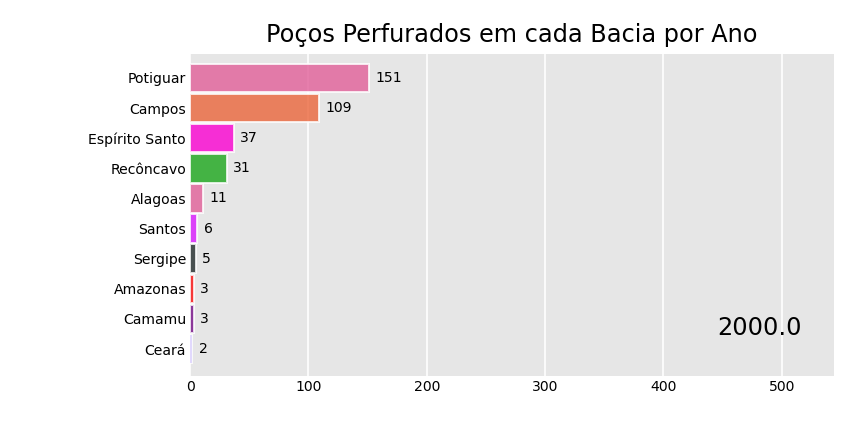 Poços Perfurados em cada Bacia por Ano
Potiguar 151
Campos 109
Espírito Santo 37
Recôncavo 31
Alagoas 11
Santos 6
Sergipe 5
Amazonas 3
Camamu 3
2000.0
Ceará 2
0 100 200 300 400 500